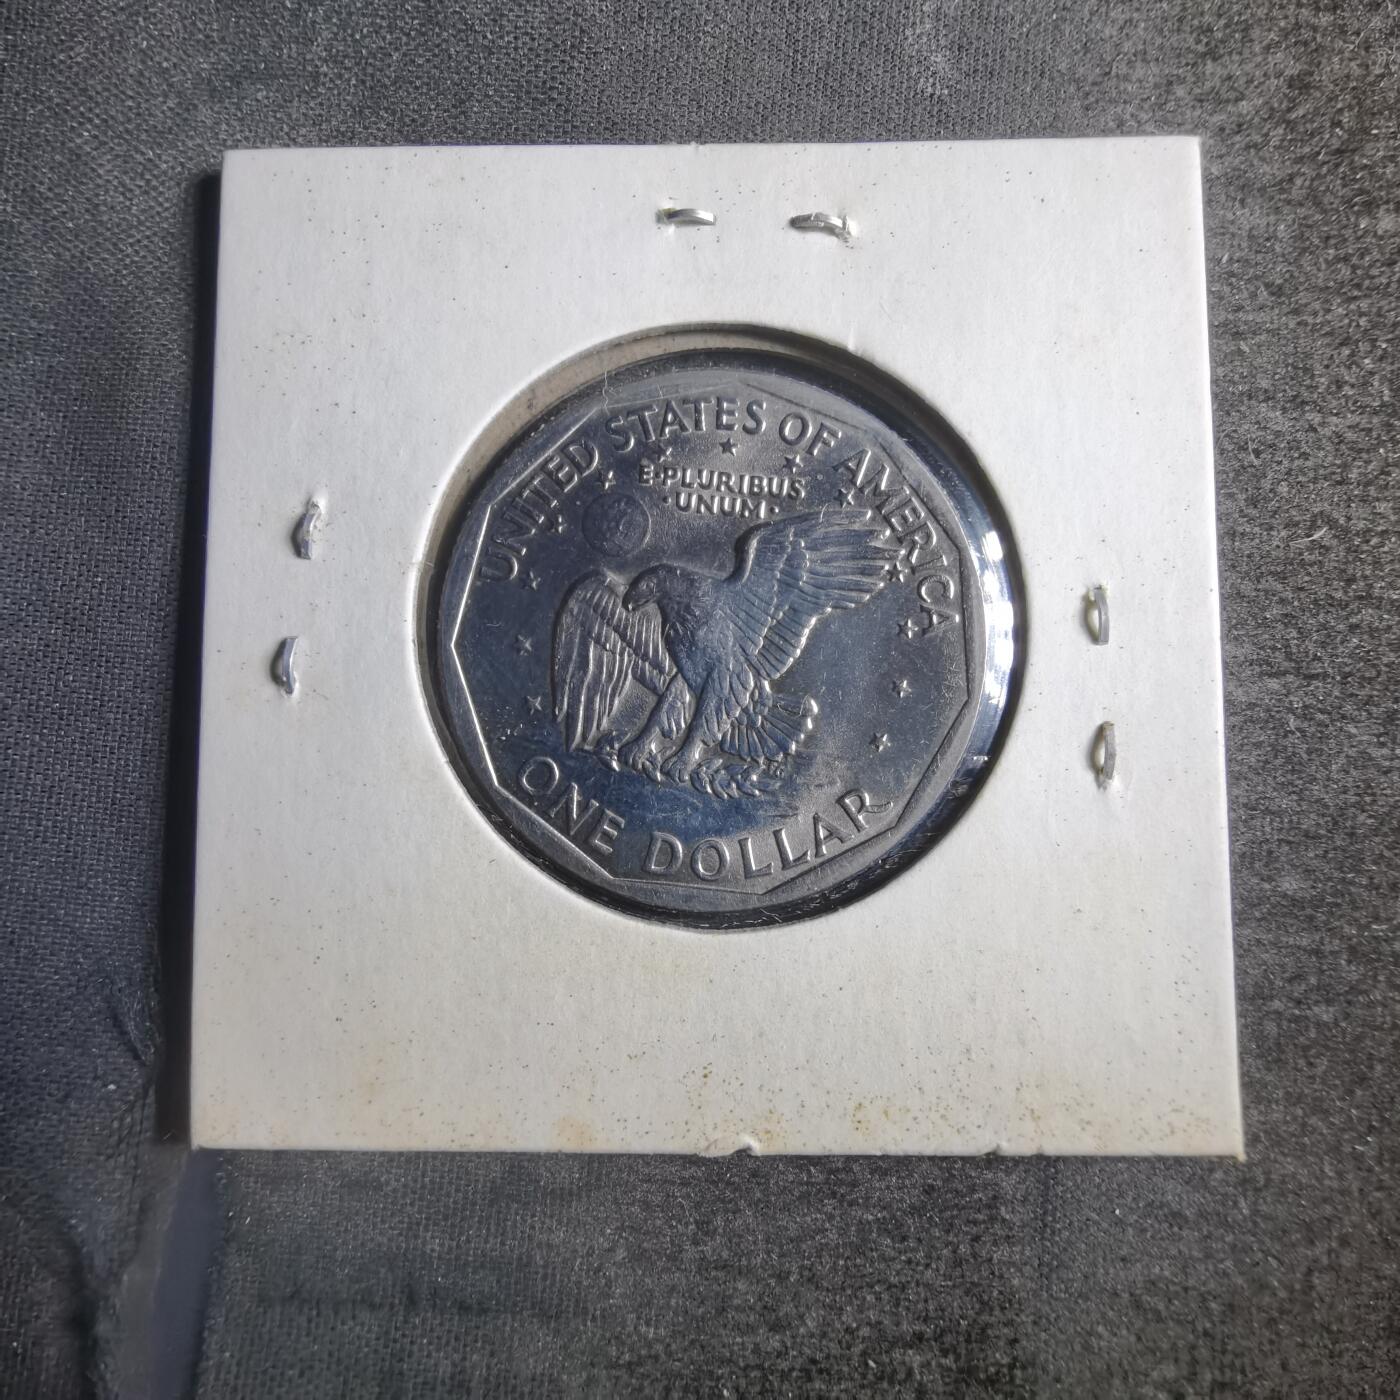 UNITED STATES OF AMERICA
E·PLURIBUS
·UNUM·
ONE DOLLAR